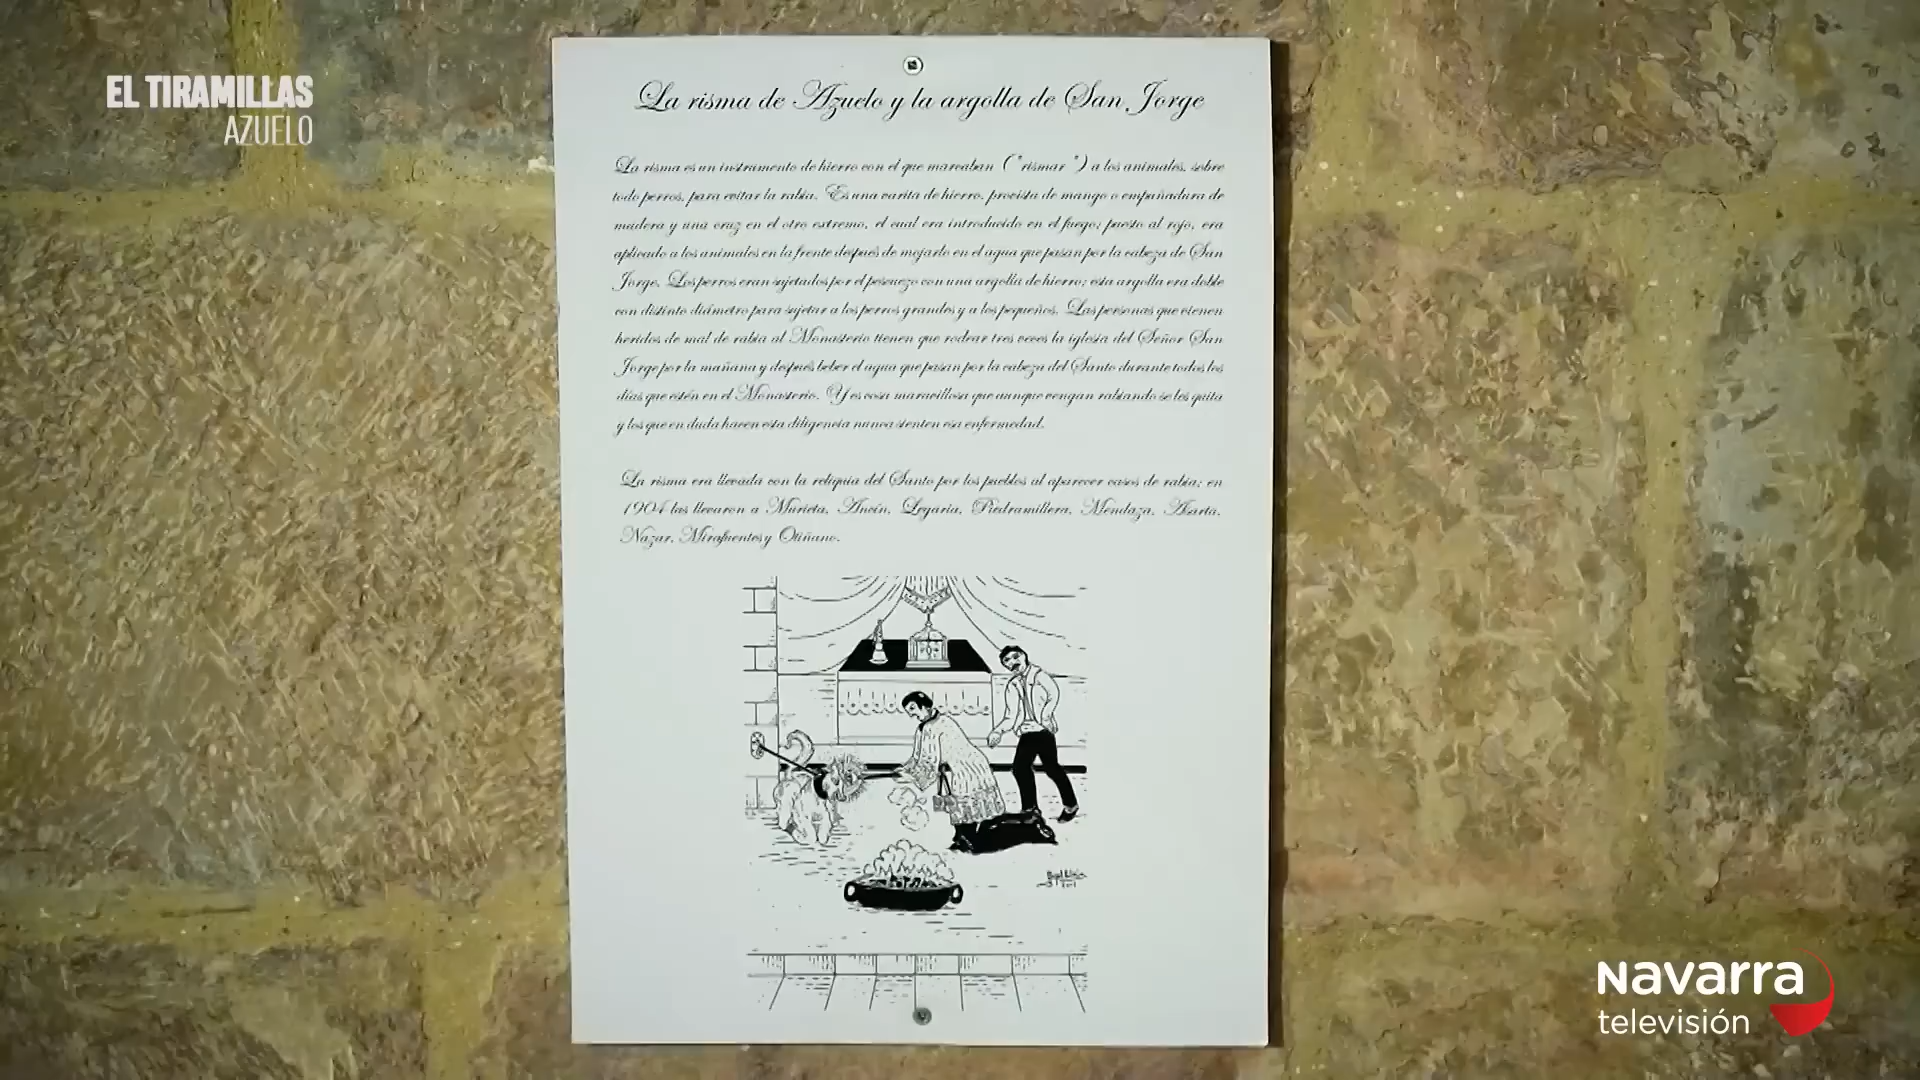 EL TIRAMILLAS
AZUELO
La risma de Azuelo y la argolla de San Jorge
La risma es un instrumento de hierro con el que marcaban ("rismar") a los animales, sobre
todo perros, para evitar la rabia. Es una varita de hierro, provista de mango o empuñadura de
madera y una cruz en el otro extremo, el cual era introducido en el fuego; puesto al rojo, era
aplicado a los animales en la frente después de mojarlo en el agua que pasan por la cabeza de San
Jorge. Los perros eran sujetados por el pescuezo con una argolla de hierro; esta argolla era doble
con distinto diámetro para sujetar a los perros grandes y a los pequeños. Las personas que vienen
heridos de mal de rabia al Monasterio tienen que rodear tres veces la iglesia del Señor San
Jorge por la mañana y después beber el agua que pasan por la cabeza del Santo durante todos los
días que estén en el Monasterio. Y es cosa maravillosa que aunque vengan rabiando se les quita
y los que en duda hacen esta diligencia nunca sienten esa enfermedad.
La risma era llevada con la reliquia del Santo por los pueblos al aparecer casos de rabia; en
1904 las llevaron a Murieta, Ancín, Legaria, Piedramillera, Mendaza, Asarta,
Nazar, Mirafuentes y Otiñano.
Navarra
televisión